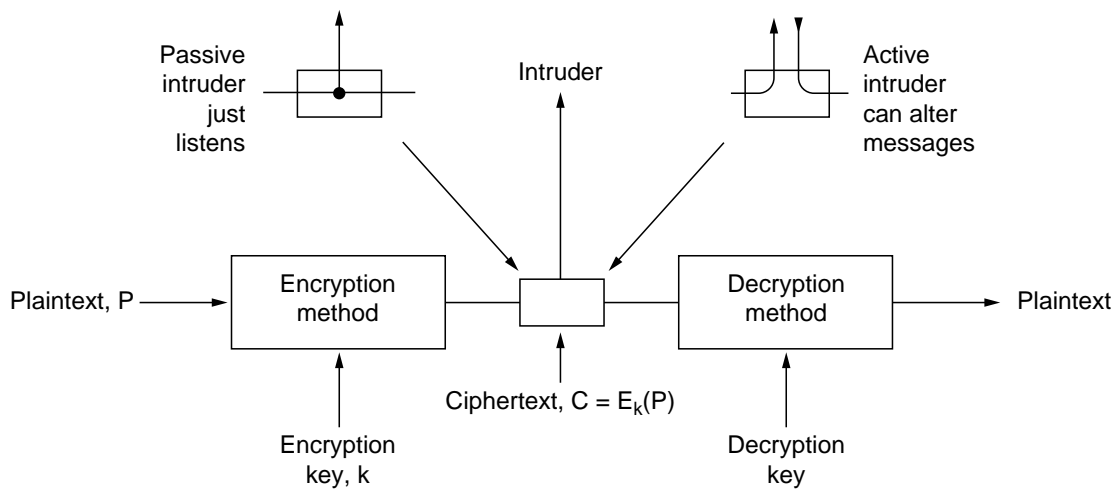 Passive
intruder
just
listens
Intruder
Active
intruder
can alter
messages
Plaintext, P
Encryption
method
Decryption
method
Plaintext
Ciphertext, C = Ek(P)
Encryption
key, k
Decryption
key